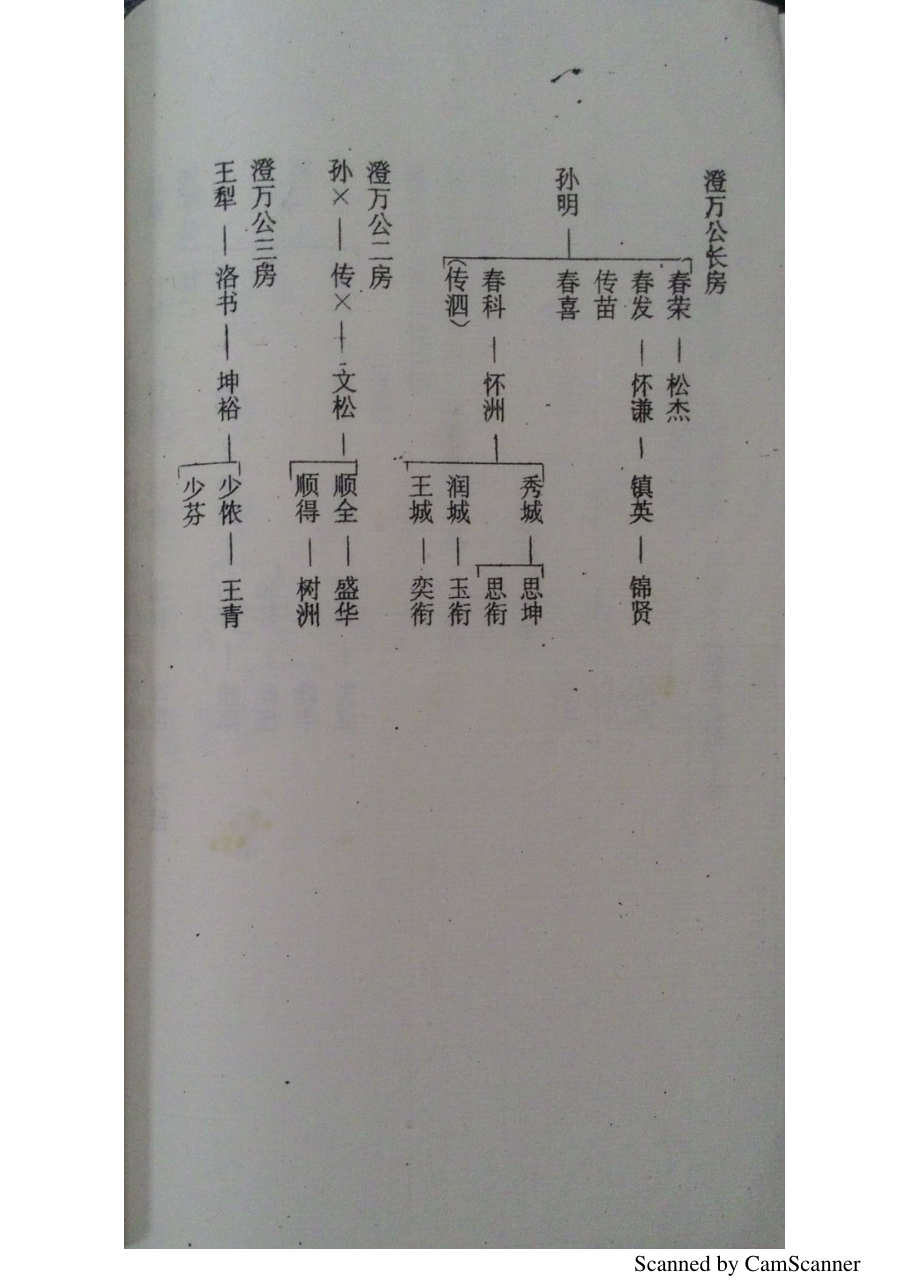 澄万公长房
春荣 — 松杰
春发 — 怀谦 — 镇英 — 锦贤
传苗
孙明 — 春喜
秀城 — 思坤
春科 — 怀洲 — 思衔
(传泗) 润城 — 玉衔
王城 — 奕衔
澄万公二房
孙× — 传× — 文松 — 顺全 — 盛华
顺得 — 树洲
澄万公三房
王犁 — 洛书 — 坤裕 — 少侬 — 王青
少芬
Scanned by CamScanner